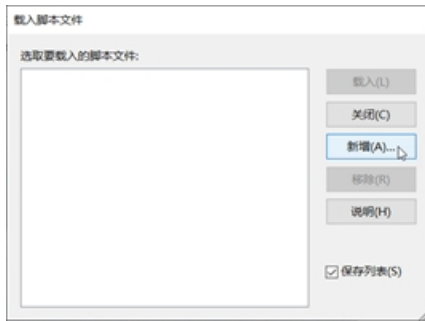 载入脚本文件
选取要载入的脚本文件:
载入(L)
关闭(C)
新增(A)...
移除(R)
说明(H)
保存列表(S)